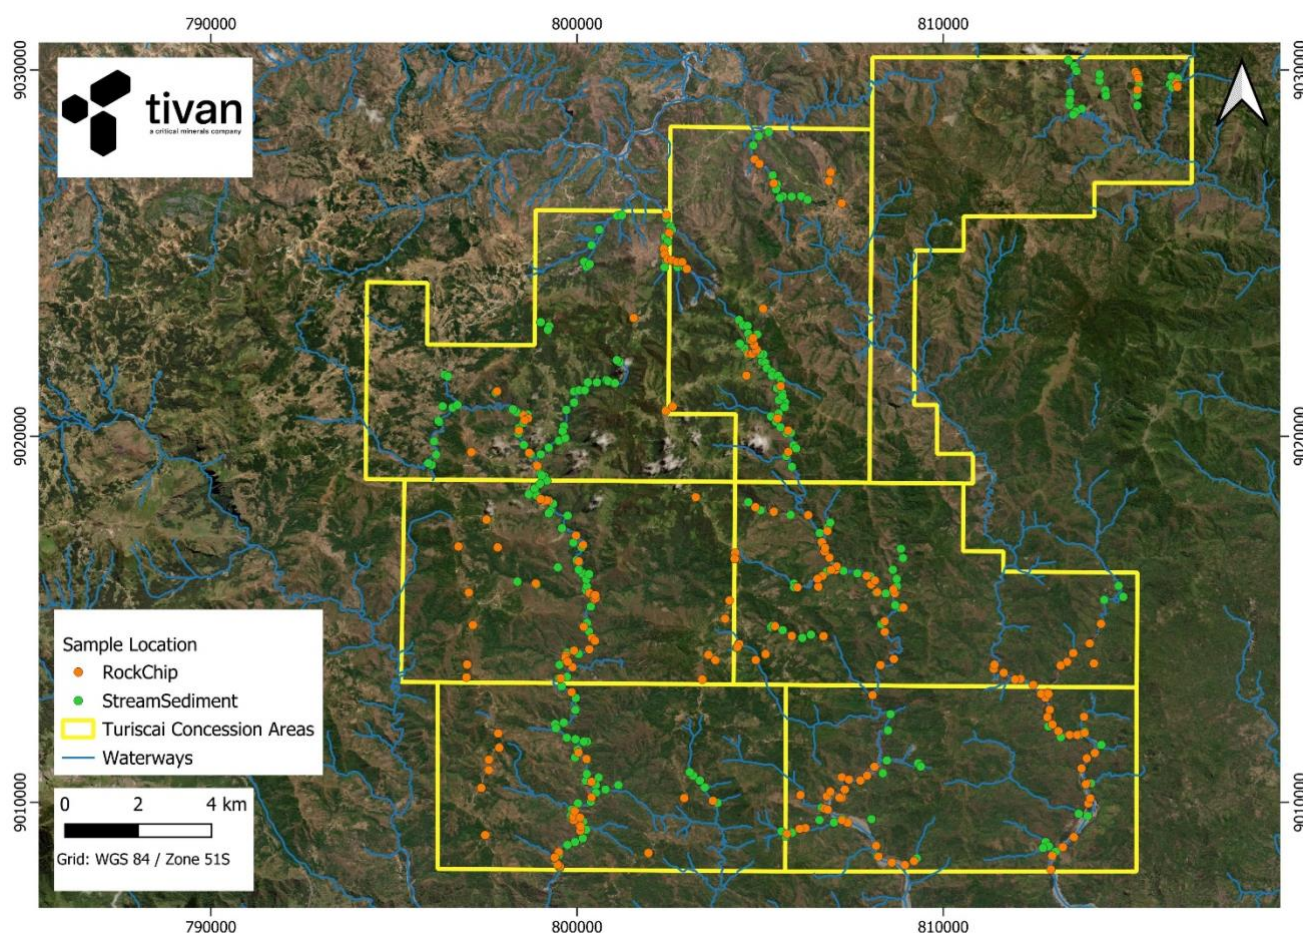 790000
800000
810000
9030000
9030000
tivan
a critical minerals company
9020000
9020000
Sample Location
RockChip
StreamSediment
Turiscai Concession Areas
Waterways
0 2 4 km
Grid: WGS 84 / Zone 51S
9010000
9010000
790000
800000
810000